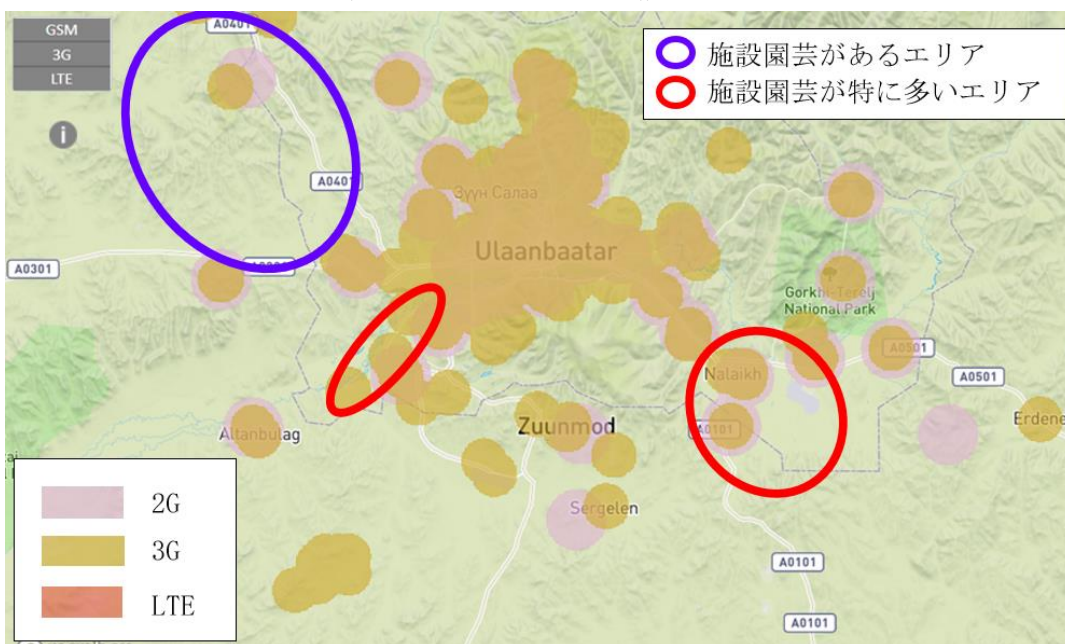 GSM
3G
LTE
i
A0401
施設園芸があるエリア
施設園芸が特に多いエリア
A0401
Зүүн Салаа
Ulaanbaatar
A0301
Gorkhi-Terelj
National Park
A0501
A0501
Nalaikh
Altanbulag
Zuunmod
A0101
Erdene
Sergelen
A0101
A0101
2G
3G
LTE